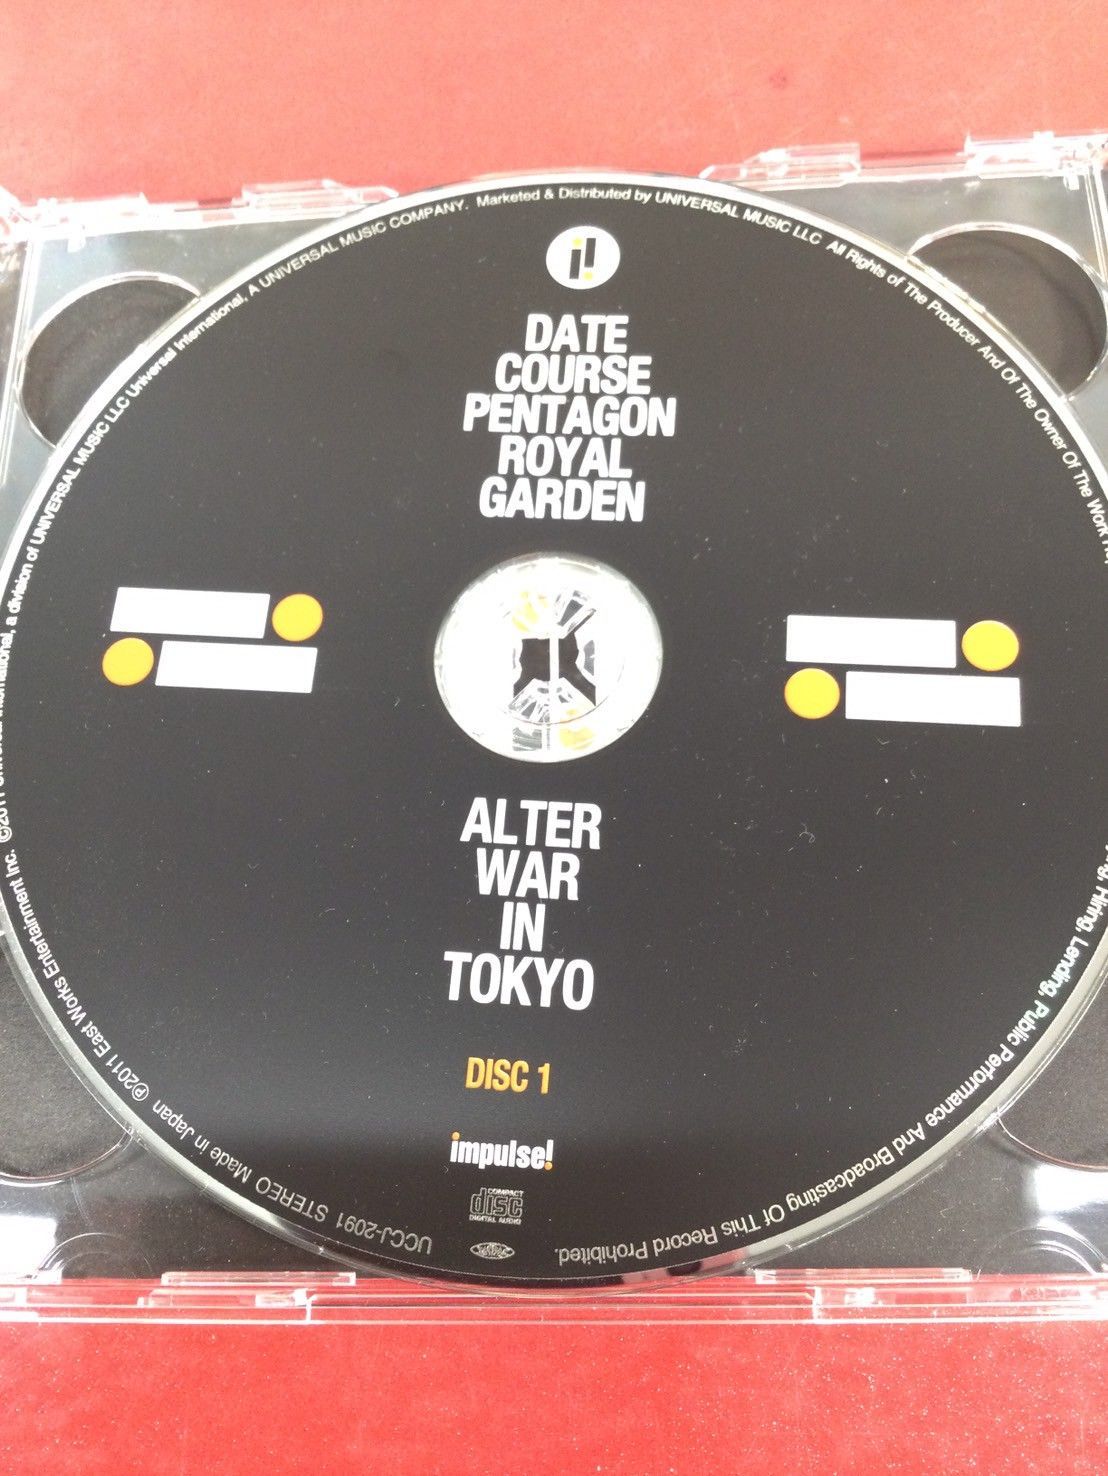 i!
DATE
COURSE
PENTAGON
ROYAL
GARDEN
ALTER
WAR
IN
TOKYO
DISC 1
impulse!
COMPACT
disc
DIGITAL AUDIO
UCCJ-2091 STEREO Made in Japan ℗2011 East Works Entertainment Inc. ©2011 Universal International, a division of UNIVERSAL MUSIC LLC Universal International, A UNIVERSAL MUSIC COMPANY. Marketed & Distributed by UNIVERSAL MUSIC LLC All Rights of The Producer And Of The Owner Of The Work
Hiring, Lending, Public Performance And Broadcasting Of This Record Prohibited.